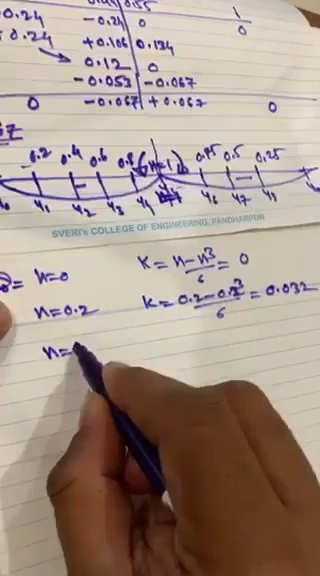 -0.24 | 0 1
0.24 +0.106 | 0.134 0
0.12 | 0
-0.053 | -0.067
0 -0.067 | +0.067 0
0.2 0.4 0.6 0.8 (n=1) 0.75 0.5 0.25
y1 y2 y3 y4 y6 y7 y8
SVERI's COLLEGE OF ENGINEERING, PANDHARPUR
n=0 K = n-n³/6 = 0
n=0.2 K = 0.2-0.2³/6 = 0.032
n=